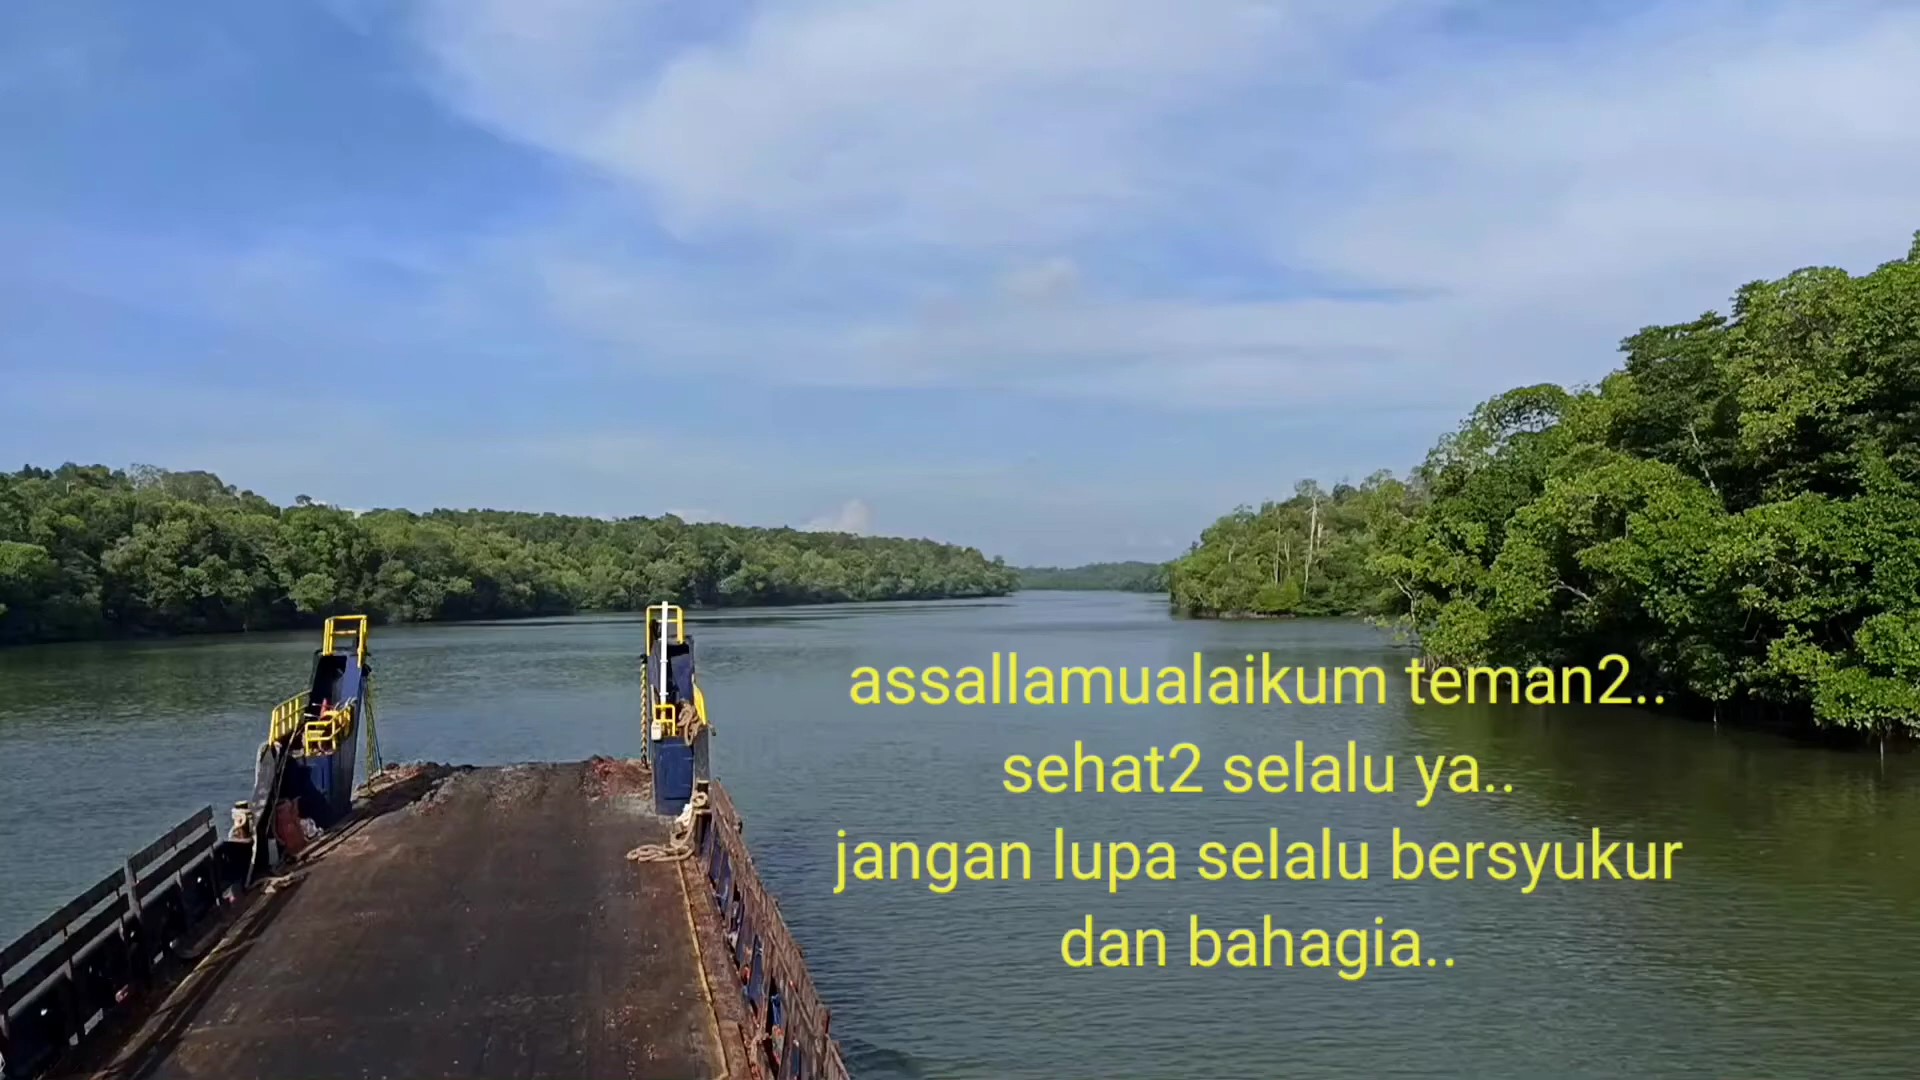 assallamualaikum teman2..
sehat2 selalu ya..
jangan lupa selalu bersyukur
dan bahagia..